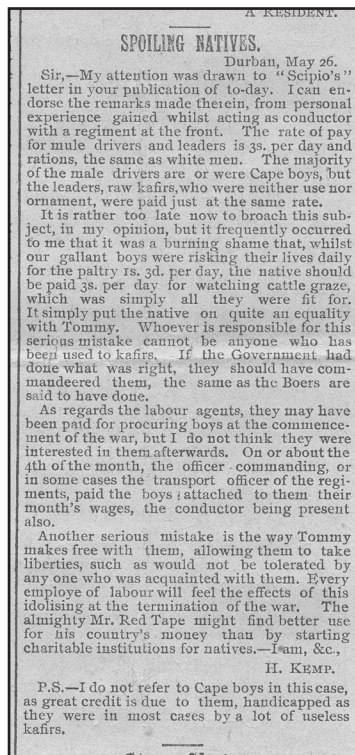 A RESIDENT.
SPOILING NATIVES.
Durban, May 26.
Sir,—My attention was drawn to "Scipio's"
letter in your publication of to-day. I can en-
dorse the remarks made therein, from personal
experience gained whilst acting as conductor
with a regiment at the front. The rate of pay
for mule drivers and leaders is 3s. per day and
rations, the same as white men. The majority
of the male drivers are or were Cape boys, but
the leaders, raw kafirs, who were neither use nor
ornament, were paid just at the same rate.
It is rather too late now to broach this sub-
ject, in my opinion, but it frequently occurred
to me that it was a burning shame that, whilst
our gallant boys were risking their lives daily
for the paltry 1s. 3d. per day, the native should
be paid 3s. per day for watching cattle graze,
which was simply all they were fit for.
It simply put the native on quite an equality
with Tommy. Whoever is responsible for this
serious mistake cannot be anyone who has
been used to kafirs. If the Government had
done what was right, they should have com-
mandeered them, the same as the Boers are
said to have done.
As regards the labour agents, they may have
been paid for procuring boys at the commence-
ment of the war, but I do not think they were
interested in them afterwards. On or about the
4th of the month, the officer commanding, or
in some cases the transport officer of the regi-
ments, paid the boys attached to them their
month's wages, the conductor being present
also.
Another serious mistake is the way Tommy
makes free with them, allowing them to take
liberties, such as would not be tolerated by
any one who was acquainted with them. Every
employe of labour will feel the effects of this
idolising at the termination of the war. The
almighty Mr. Red Tape might find better use
for his country's money than by starting
charitable institutions for natives.—I am, &c.,
H. KEMP.
P.S.—I do not refer to Cape boys in this case,
as great credit is due to them, handicapped as
they were in most cases by a lot of useless
kafirs.